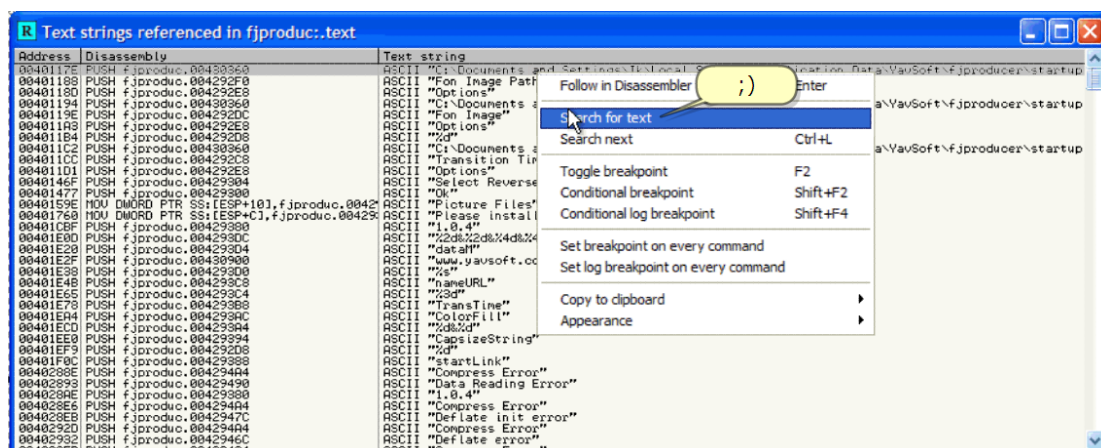 R Text strings referenced in fjproduc:.text
Address Disassembly Text string
0040117E PUSH fjproduc.00430360 ASCII "C:\Documents and Settings\Ik\Local Data\YavSoft\fjproducer\startup
00401188 PUSH fjproduc.004292F0 ASCII "Fon Image Path
0040118D PUSH fjproduc.004292E8 ASCII "Options"
00401194 PUSH fjproduc.00430360 ASCII "C:\Documents a\YavSoft\fjproducer\startup
0040119E PUSH fjproduc.004292DC ASCII "Fon Image"
004011A3 PUSH fjproduc.004292E8 ASCII "Options"
004011B4 PUSH fjproduc.004292D8 ASCII "%d"
004011C2 PUSH fjproduc.00430360 ASCII "C:\Documents a\YavSoft\fjproducer\startup
004011CC PUSH fjproduc.004292C8 ASCII "Transition Tim
004011D1 PUSH fjproduc.004292E8 ASCII "Options"
0040146F PUSH fjproduc.00429304 ASCII "Select Reverse
00401477 PUSH fjproduc.00429300 ASCII "Ok"
0040159E MOV DWORD PTR SS:[ESP+10],fjproduc.0042 ASCII "Picture Files"
00401760 MOV DWORD PTR SS:[ESP+C],fjproduc.00429 ASCII "Please install
00401CBF PUSH fjproduc.00429380 ASCII "1.0.4"
00401E0D PUSH fjproduc.004293DC ASCII "%2d&%2d&%4d&%4
00401E20 PUSH fjproduc.004293D4 ASCII "dataM"
00401E2F PUSH fjproduc.00430900 ASCII "www.yavsoft.co
00401E38 PUSH fjproduc.004293D0 ASCII "%s"
00401E4B PUSH fjproduc.004293C8 ASCII "nameURL"
00401E65 PUSH fjproduc.004293C4 ASCII "%3d"
00401E78 PUSH fjproduc.004293B8 ASCII "TransTime"
00401EA4 PUSH fjproduc.004293AC ASCII "ColorFill"
00401ECD PUSH fjproduc.004293A4 ASCII "%d&%d"
00401EE0 PUSH fjproduc.00429394 ASCII "CapsizeString"
00401EF9 PUSH fjproduc.004292D8 ASCII "%d"
00401F0C PUSH fjproduc.00429388 ASCII "startLink"
0040288E PUSH fjproduc.004294A4 ASCII "Compress Error"
00402893 PUSH fjproduc.00429490 ASCII "Data Reading Error"
004028AE PUSH fjproduc.00429380 ASCII "1.0.4"
004028E6 PUSH fjproduc.004294A4 ASCII "Compress Error"
004028EB PUSH fjproduc.0042947C ASCII "Deflate init error"
0040292D PUSH fjproduc.004294A4 ASCII "Compress Error"
00402932 PUSH fjproduc.0042946C ASCII "Deflate error"
Follow in Disassembler Enter
;)
Search for text
Search next Ctrl+L
Toggle breakpoint F2
Conditional breakpoint Shift+F2
Conditional log breakpoint Shift+F4
Set breakpoint on every command
Set log breakpoint on every command
Copy to clipboard
Appearance